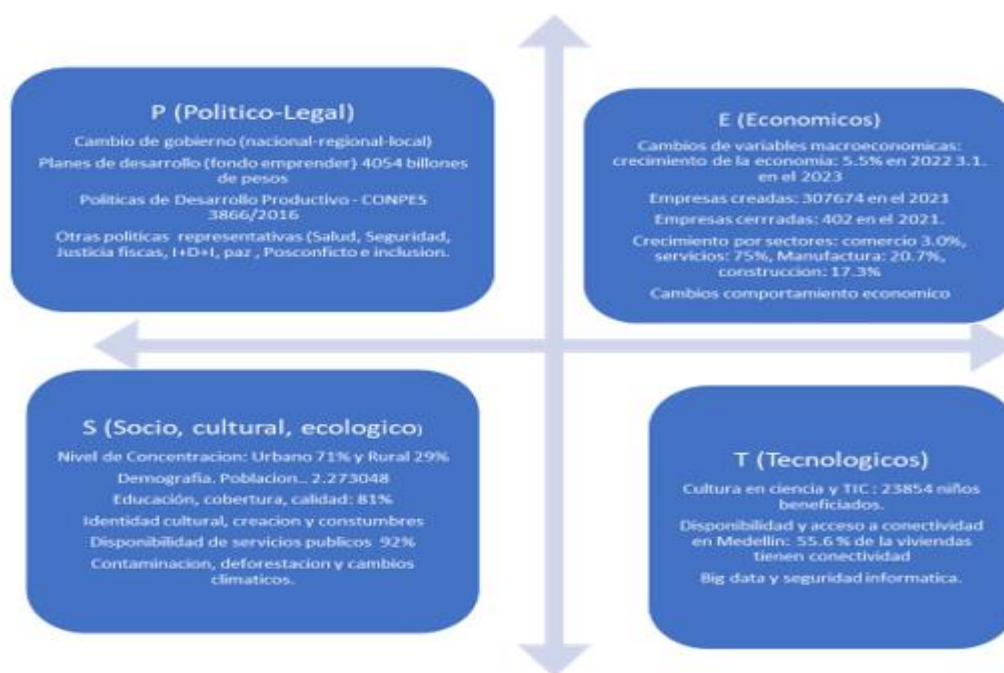 P (Politico-Legal)
Cambio de gobierno (nacional-regional-local)
Planes de desarrollo (fondo emprender) 4054 billones
de pesos
Politicas de Desarrollo Productivo - CONPES
3866/2016
Otras politicas representativas (Salud, Seguridad,
Justicia fiscas, I+D+I, paz , Posconficto e inclusion.
E (Economicos)
Cambios de variables macroeconomicas:
crecimiento de la economia: 5.5% en 2022 3.1.
en el 2023
Empresas creadas: 307674 en el 2021
Empresas cerrradas: 402 en el 2021.
Crecimiento por sectores: comercio 3.0%,
servicios: 75%, Manufactura: 20.7%,
construccion: 17.3%
Cambios comportamiento economico
S (Socio, cultural, ecologico)
Nivel de Concentracion: Urbano 71% y Rural 29%
Demografia. Poblacion.. 2.273048
Educación, cobertura, calidad: 81%
Identidad cultural, creacion y constumbres
Disponibilidad de servicios publicos 92%
Contaminacion, deforestacion y cambios
climaticos.
T (Tecnologicos)
Cultura en ciencia y TIC : 23854 niños
beneficiados.
Disponibilidad y acceso a conectividad
en Medellin: 55.6 % de la viviendas
tienen conectividad
Big data y seguridad informatica.